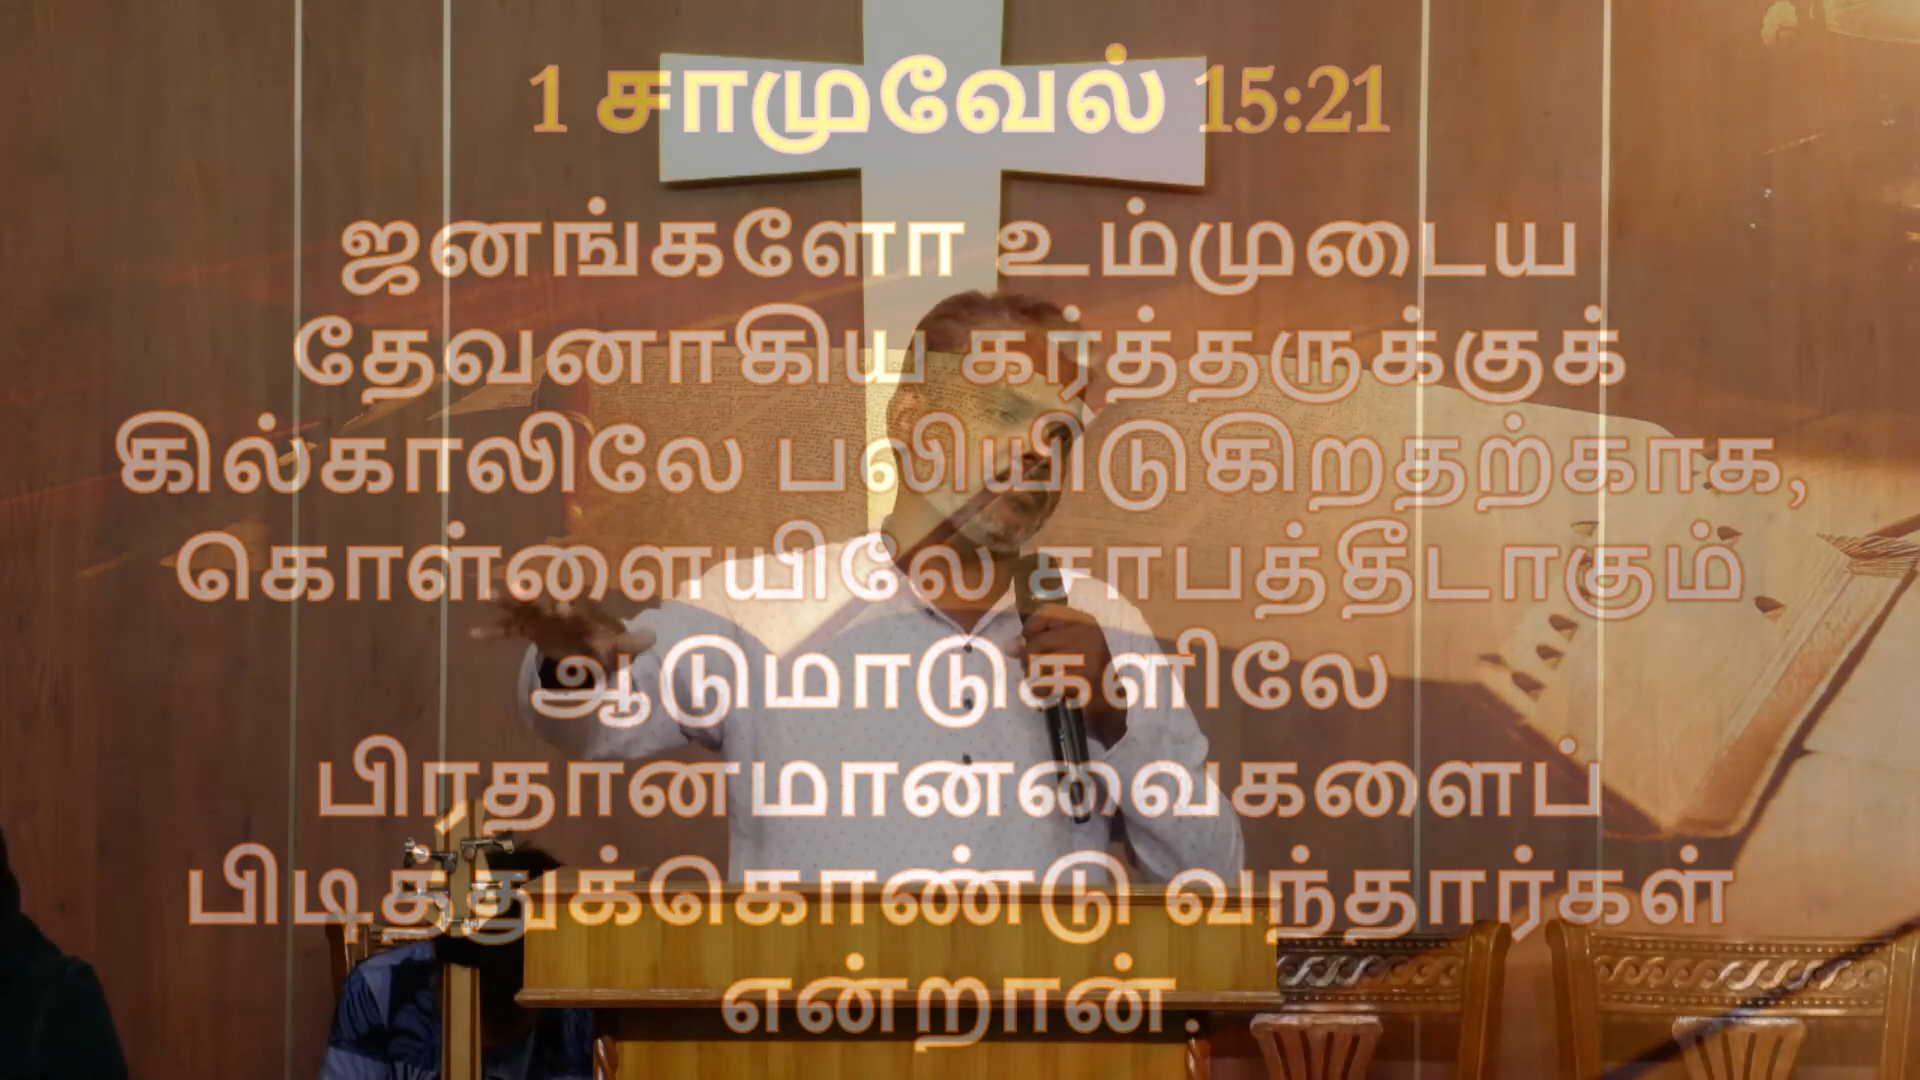 1 சாமுவேல் 15:21
ஜனங்களோ உம்முடைய
தேவனாகிய கர்த்தருக்குக்
கில்காலிலே பலியிடுகிறதற்காக,
கொள்ளையிலே சாபத்தீடாகும்
ஆடுமாடுகளிலே
பிரதானமானவைகளைப்
பிடித்துக்கொண்டு வந்தார்கள்
என்றான்.